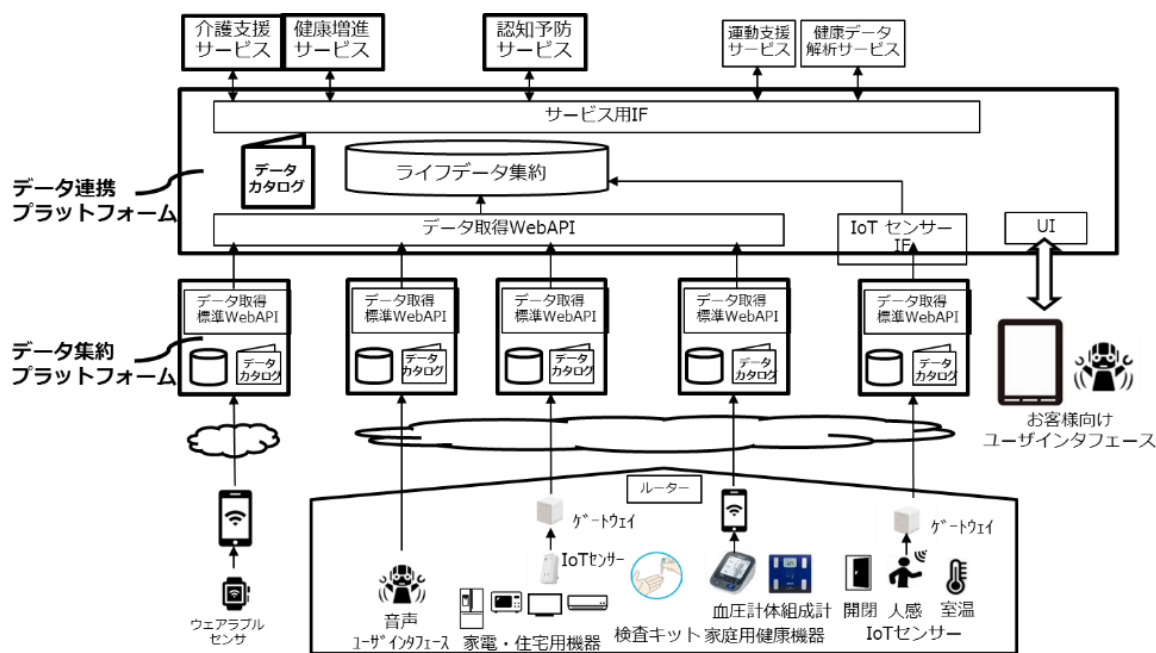 介護支援
サービス
健康増進
サービス
認知予防
サービス
運動支援
サービス
健康データ
解析サービス
サービス用IF
データ
カタログ
ライフデータ集約
データ連携
プラットフォーム
データ取得WebAPI
IoT センサー
IF
UI
データ取得
標準WebAPI
データ取得
標準WebAPI
データ取得
標準WebAPI
データ取得
標準WebAPI
データ取得
標準WebAPI
データ集約
プラットフォーム
データ
カタログ
データ
カタログ
データ
カタログ
データ
カタログ
データ
カタログ
お客様向け
ユーザインタフェース
ルーター
ｹﾞｰﾄｳｪｲ
ｹﾞｰﾄｳｪｲ
IoTｾﾝｻｰ
ウェアラブル
センサ
音声
ﾕｰｻﾞｲﾝﾀﾌｪｰｽ
家電・住宅用機器
検査キット
血圧計
体組成計
家庭用健康機器
開閉
人感
室温
IoTセンサー